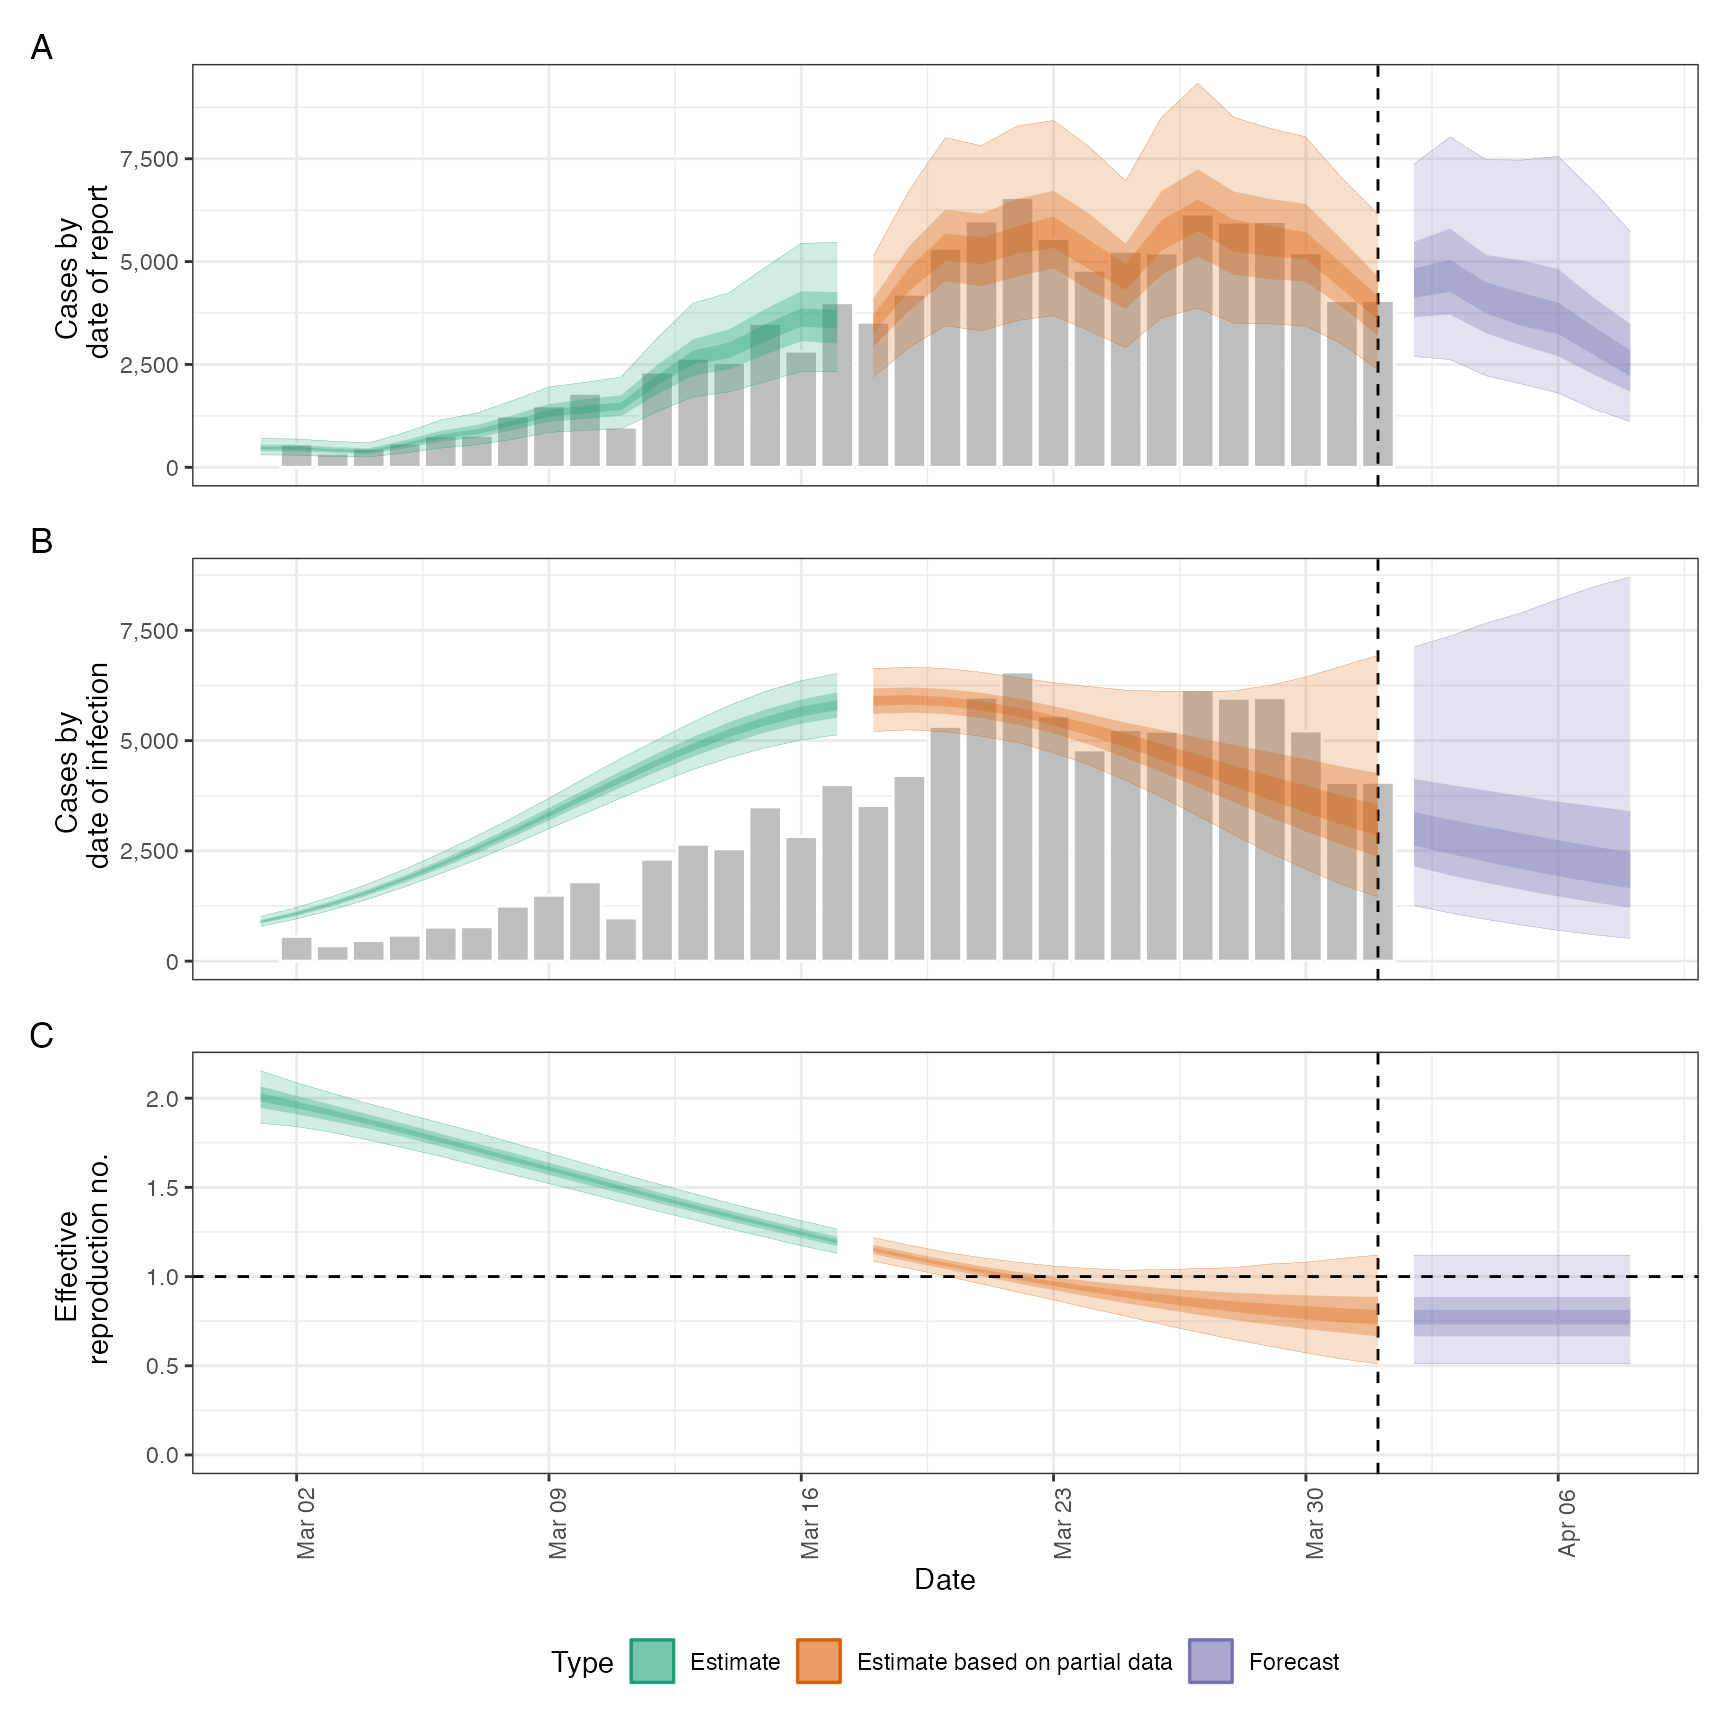 A
Cases by
date of report
7,500
5,000
2,500
0
B
Cases by
date of infection
7,500
5,000
2,500
0
C
Effective
reproduction no.
2.0
1.5
1.0
0.5
0.0
Mar 02
Mar 09
Mar 16
Mar 23
Mar 30
Apr 06
Date
Type
Estimate
Estimate based on partial data
Forecast